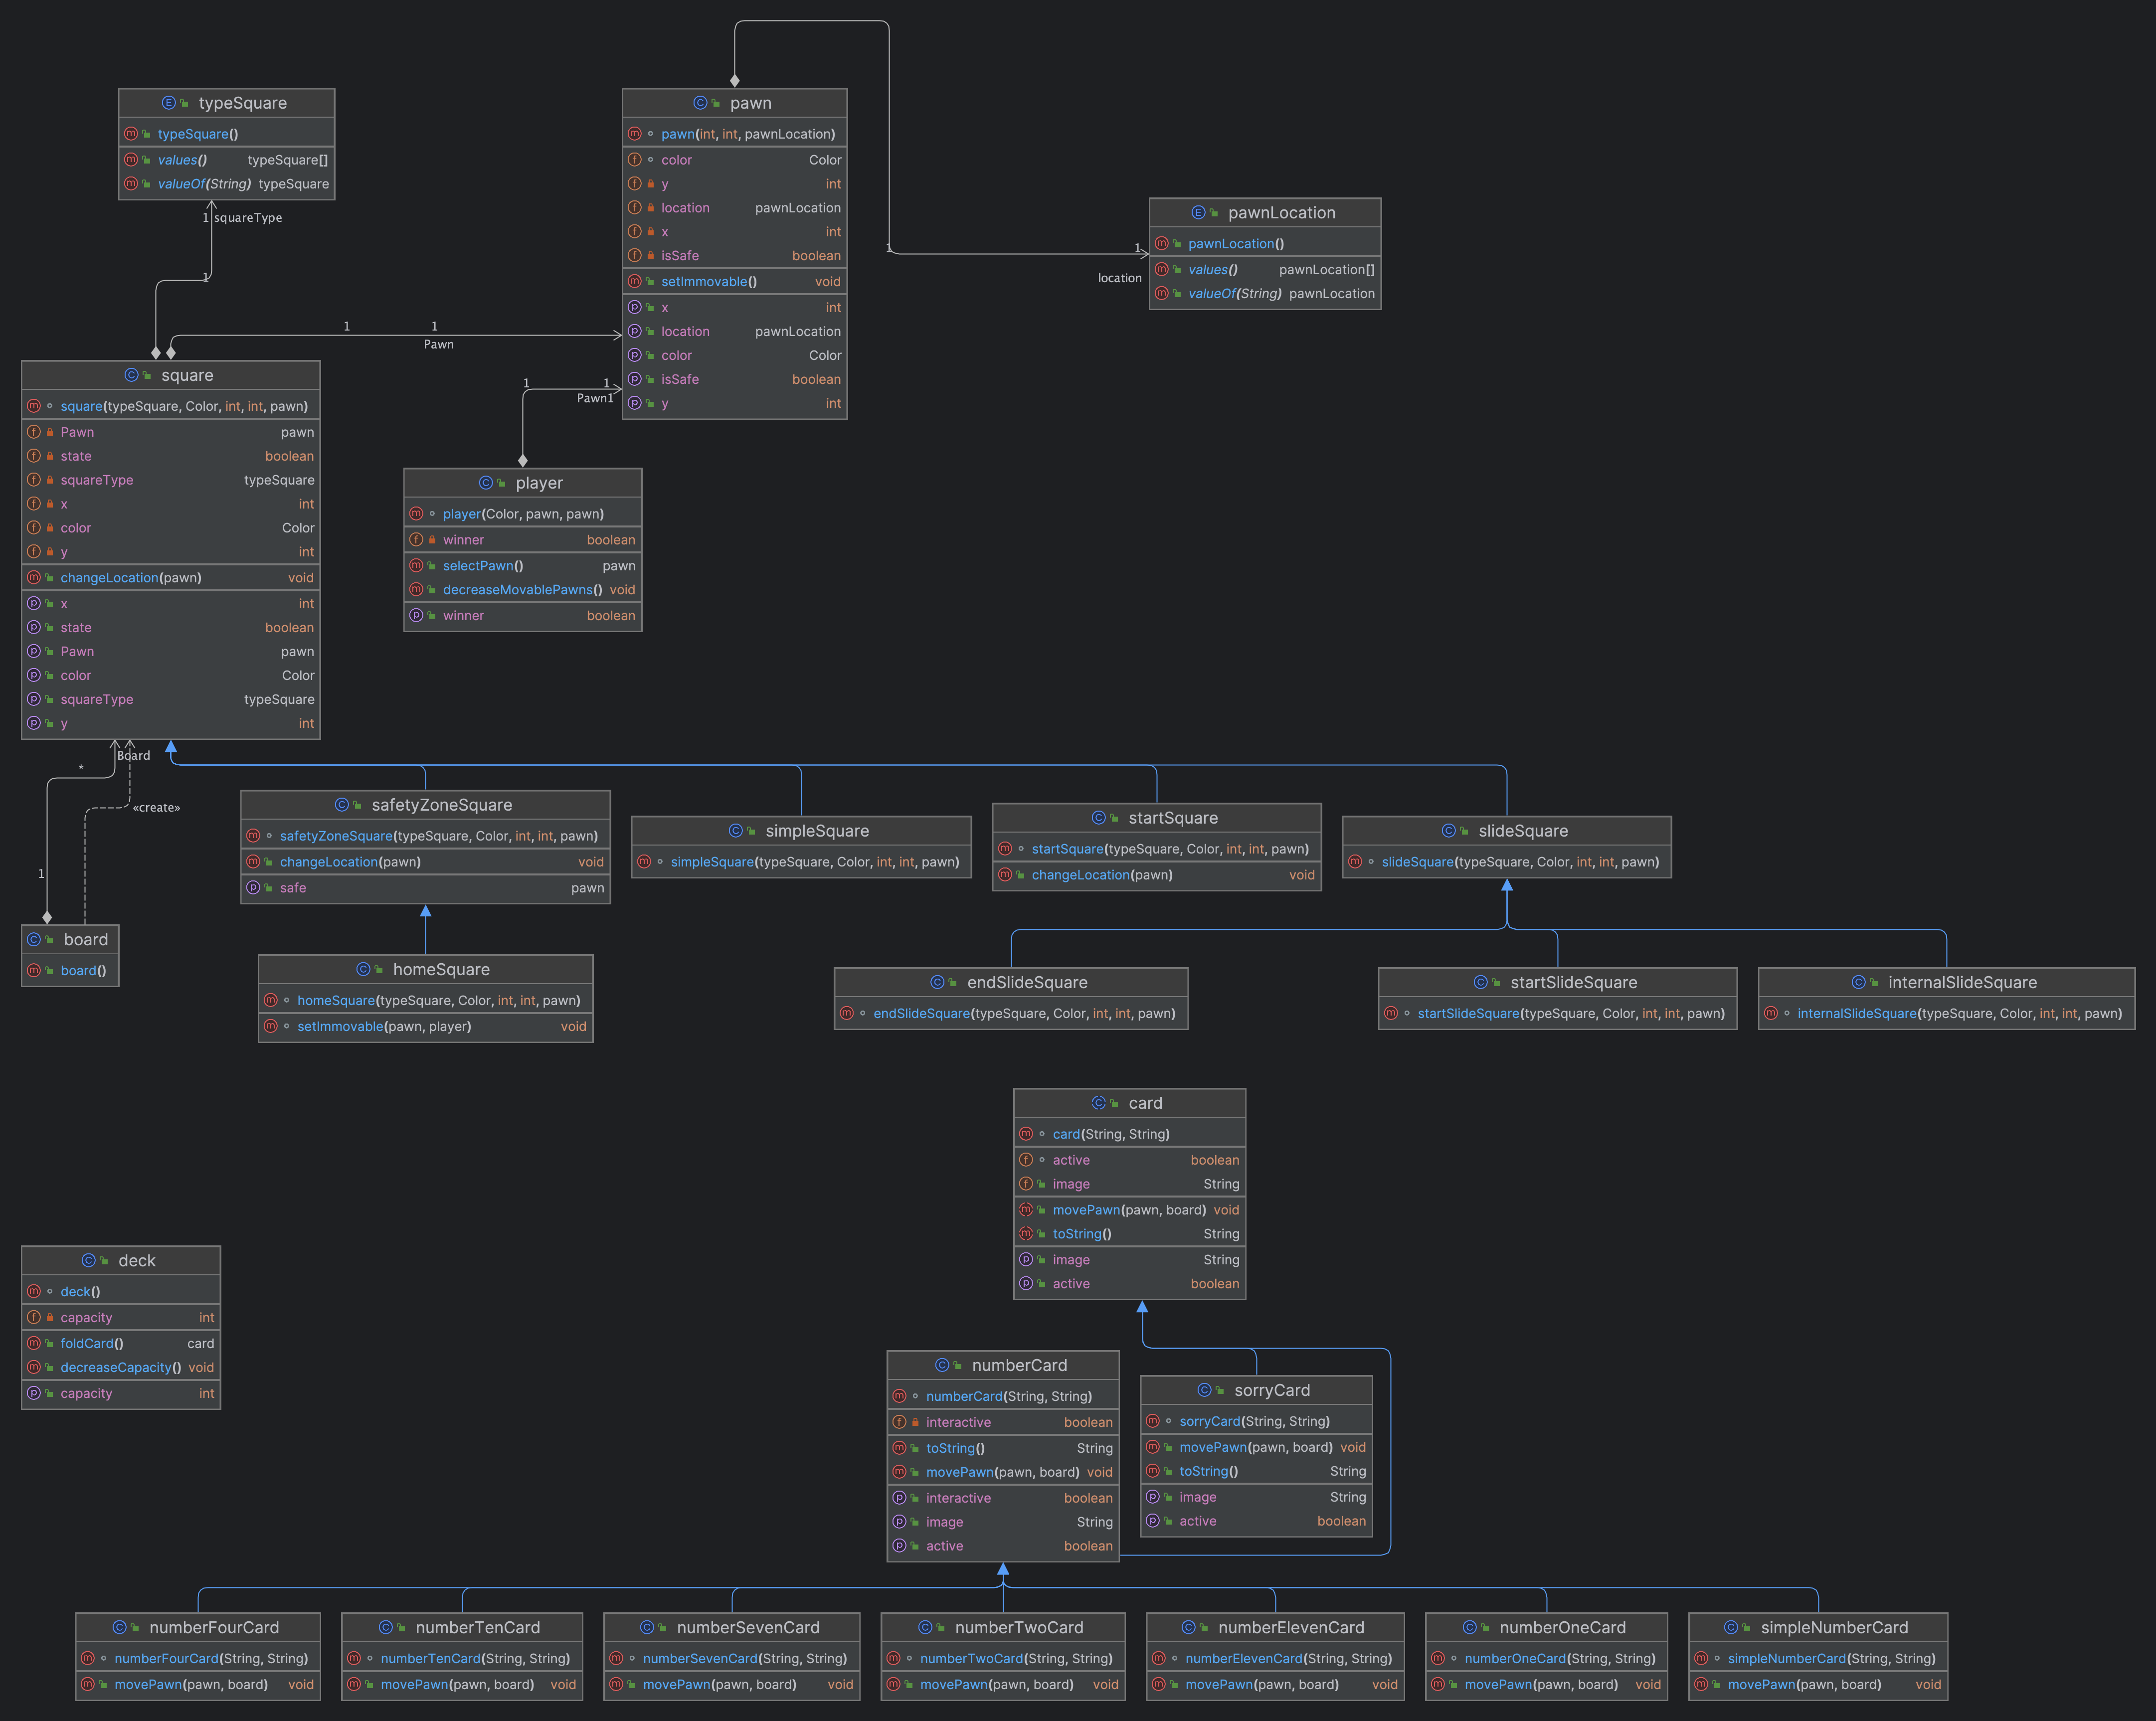 typeSquare
typeSquare()
values() typeSquare[]
valueOf(String) typeSquare
1 squareType
1
pawn
pawn(int, int, pawnLocation)
color Color
y int
location pawnLocation
x int
isSafe boolean
setImmovable() void
x int
location pawnLocation
color Color
isSafe boolean
y int
pawnLocation
pawnLocation()
values() pawnLocation[]
valueOf(String) pawnLocation
1 1
location
1 1
Pawn
1 1
Pawn1
square
square(typeSquare, Color, int, int, pawn)
Pawn pawn
state boolean
squareType typeSquare
x int
color Color
y int
changeLocation(pawn) void
x int
state boolean
Pawn pawn
color Color
squareType typeSquare
y int
player
player(Color, pawn, pawn)
winner boolean
selectPawn() pawn
decreaseMovablePawns() void
winner boolean
Board
*
«create»
1
board
board()
safetyZoneSquare
safetyZoneSquare(typeSquare, Color, int, int, pawn)
changeLocation(pawn) void
safe pawn
simpleSquare
simpleSquare(typeSquare, Color, int, int, pawn)
startSquare
startSquare(typeSquare, Color, int, int, pawn)
changeLocation(pawn) void
slideSquare
slideSquare(typeSquare, Color, int, int, pawn)
homeSquare
homeSquare(typeSquare, Color, int, int, pawn)
setImmovable(pawn, player) void
endSlideSquare
endSlideSquare(typeSquare, Color, int, int, pawn)
startSlideSquare
startSlideSquare(typeSquare, Color, int, int, pawn)
internalSlideSquare
internalSlideSquare(typeSquare, Color, int, int, pawn)
card
card(String, String)
active boolean
image String
movePawn(pawn, board) void
toString() String
image String
active boolean
deck
deck()
capacity int
foldCard() card
decreaseCapacity() void
capacity int
numberCard
numberCard(String, String)
interactive boolean
toString() String
movePawn(pawn, board) void
interactive boolean
image String
active boolean
sorryCard
sorryCard(String, String)
movePawn(pawn, board) void
toString() String
image String
active boolean
numberFourCard
numberFourCard(String, String)
movePawn(pawn, board) void
numberTenCard
numberTenCard(String, String)
movePawn(pawn, board) void
numberSevenCard
numberSevenCard(String, String)
movePawn(pawn, board) void
numberTwoCard
numberTwoCard(String, String)
movePawn(pawn, board) void
numberElevenCard
numberElevenCard(String, String)
movePawn(pawn, board) void
numberOneCard
numberOneCard(String, String)
movePawn(pawn, board) void
simpleNumberCard
simpleNumberCard(String, String)
movePawn(pawn, board) void